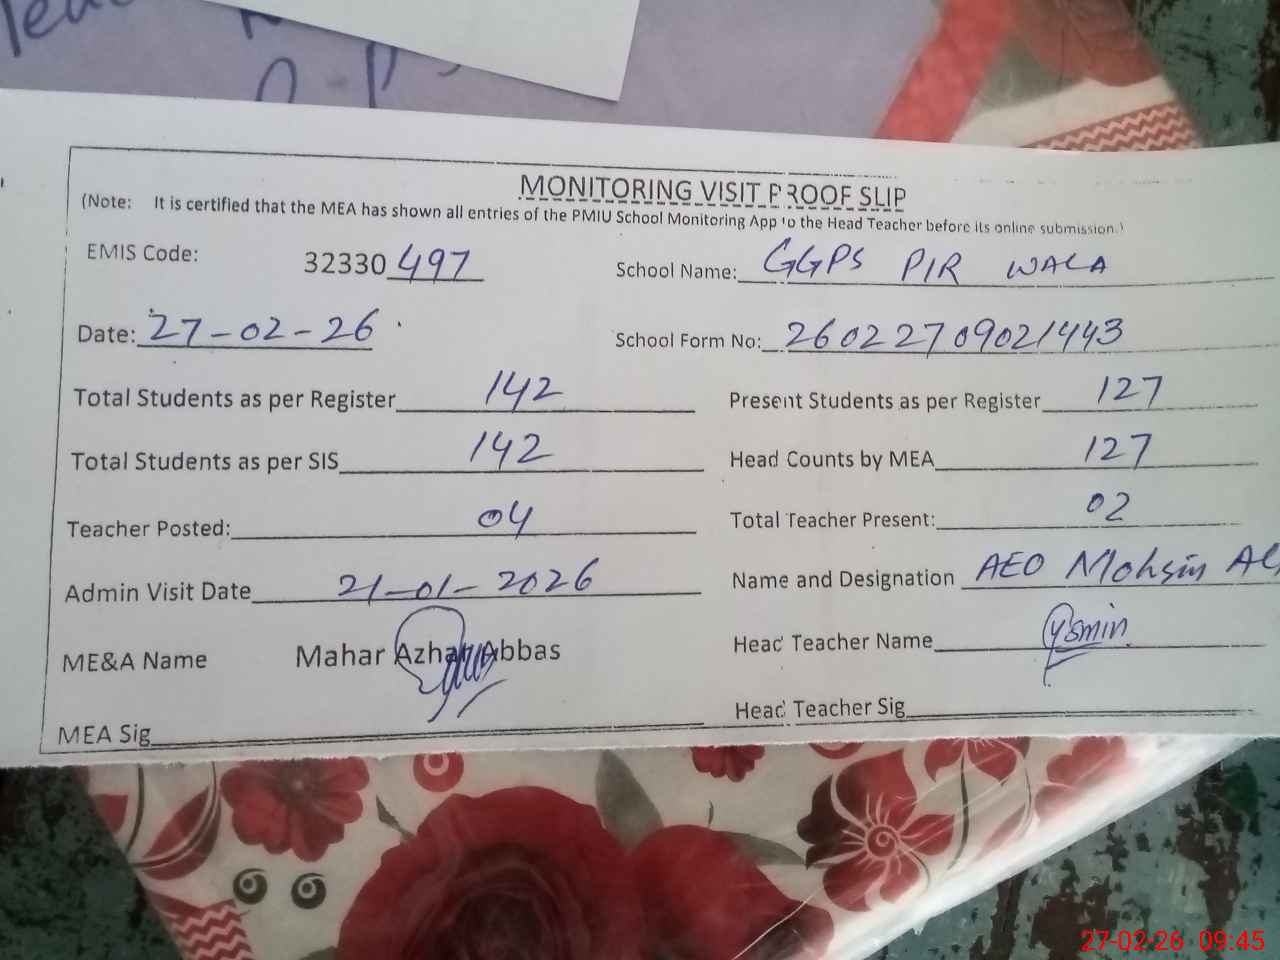 MONITORING VISIT PROOF SLIP
(Note: It is certified that the MEA has shown all entries of the PMIU School Monitoring App to the Head Teacher before its online submission.)
EMIS Code: 32330 497 School Name: GGPS PIR WALA
Date: 27-02-26 School Form No: 26022709021443
Total Students as per Register 142 Present Students as per Register 127
Total Students as per SIS 142 Head Counts by MEA 127
Teacher Posted: 04 Total Teacher Present: 02
Admin Visit Date 21-01-2026 Name and Designation AEO Mohsin Al
ME&A Name Mahar Azhar Abbas Head Teacher Name Ysmin
MEA Sig Head Teacher Sig
27-02-26 09:45